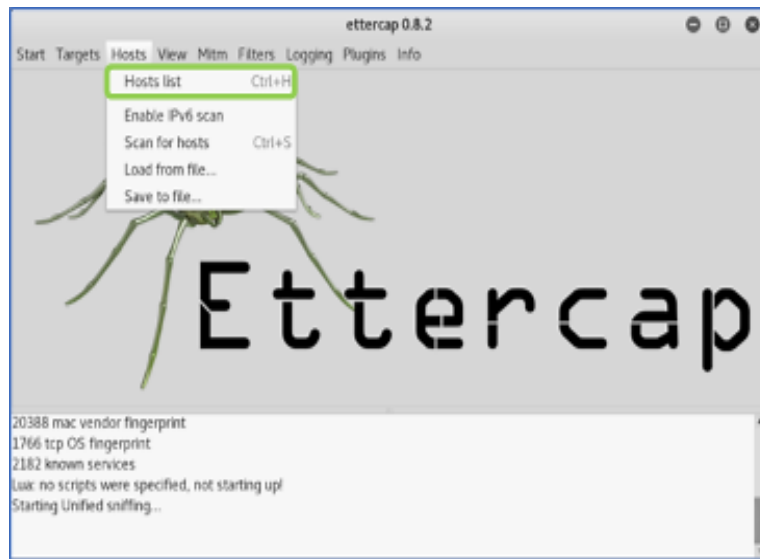 ettercap 0.8.2
Start Targets Hosts View Mitm Filters Logging Plugins Info
Hosts list Ctrl+H
Enable IPv6 scan
Scan for hosts Ctrl+S
Load from file...
Save to file...
Ettercap
20388 mac vendor fingerprint
1766 tcp OS fingerprint
2182 known services
Lua: no scripts were specified, not starting up!
Starting Unified sniffing...